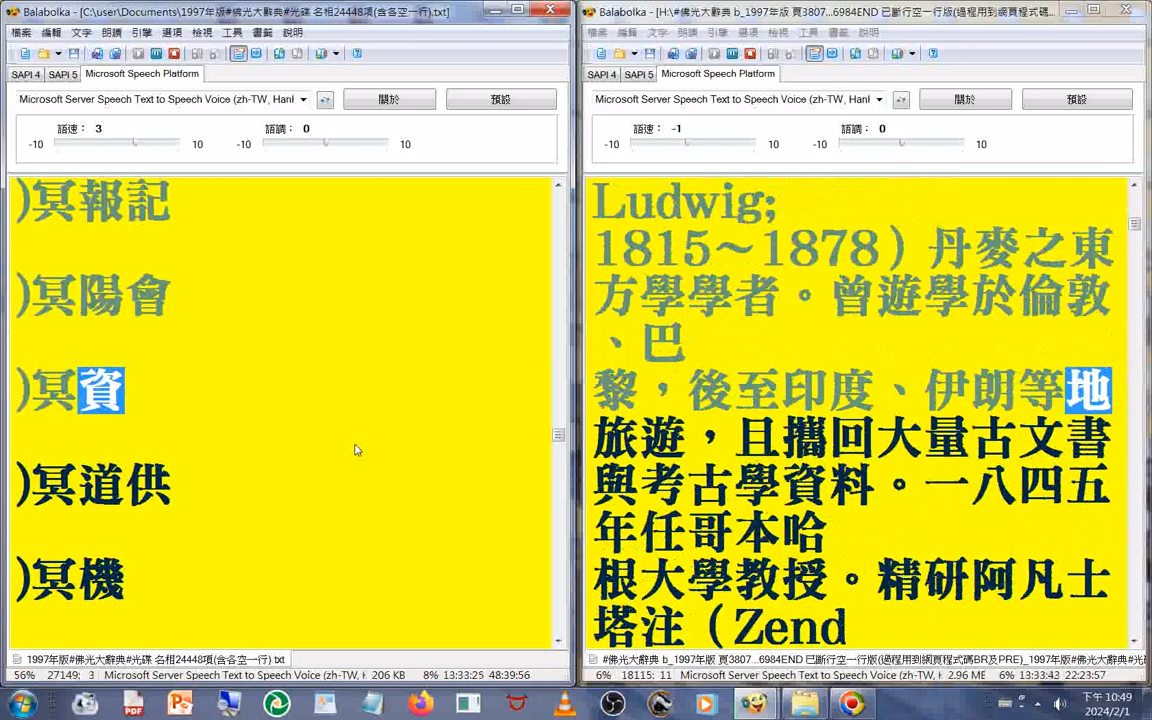 Balabolka - [C:\user\Documents\1997年版#佛光大辭典#光碟 名相24448項(含各空一行).txt]
檔案 編輯 文字 朗讀 引擎 選項 檢視 工具 書籤 說明
SAPI 4 SAPI 5 Microsoft Speech Platform
Microsoft Server Speech Text to Speech Voice (zh-TW, Hanl
關於 預設
語速： 3 語調： 0
-10 10 -10 10
)冥報記
)冥陽會
)冥資
)冥道供
)冥機
1997年版#佛光大辭典#光碟 名相24448項(含各空一行).txt
56% 27149: 3 Microsoft Server Speech Text to Speech Voice (zh-TW, H 206 KB 8% 13:33:25 48:39:56
Balabolka - [H:\#佛光大辭典 b_1997年版 頁3807...6984END 已斷行空一行版(過程用到網頁程式碼...
檔案 編輯 文字 朗讀 引擎 選項 檢視 工具 書籤 說明
SAPI 4 SAPI 5 Microsoft Speech Platform
Microsoft Server Speech Text to Speech Voice (zh-TW, Hanl
關於 預設
語速： -1 語調： 0
-10 10 -10 10
Ludwig;
1815～1878）丹麥之東
方學學者。曾遊學於倫敦
、巴
黎，後至印度、伊朗等地
旅遊，且攜回大量古文書
與考古學資料。一八四五
年任哥本哈
根大學教授。精研阿凡士
塔注（Zend
#佛光大辭典 b_1997年版 頁3807...6984END 已斷行空一行版(過程用到網頁程式碼BR及PRE)_1997年版#光
6% 18115: 11 Microsoft Server Speech Text to Speech Voice (zh-TW, H 2.96 ME 6% 13:33:43 22:23:57
PDF
下午 10:49
2024/2/1